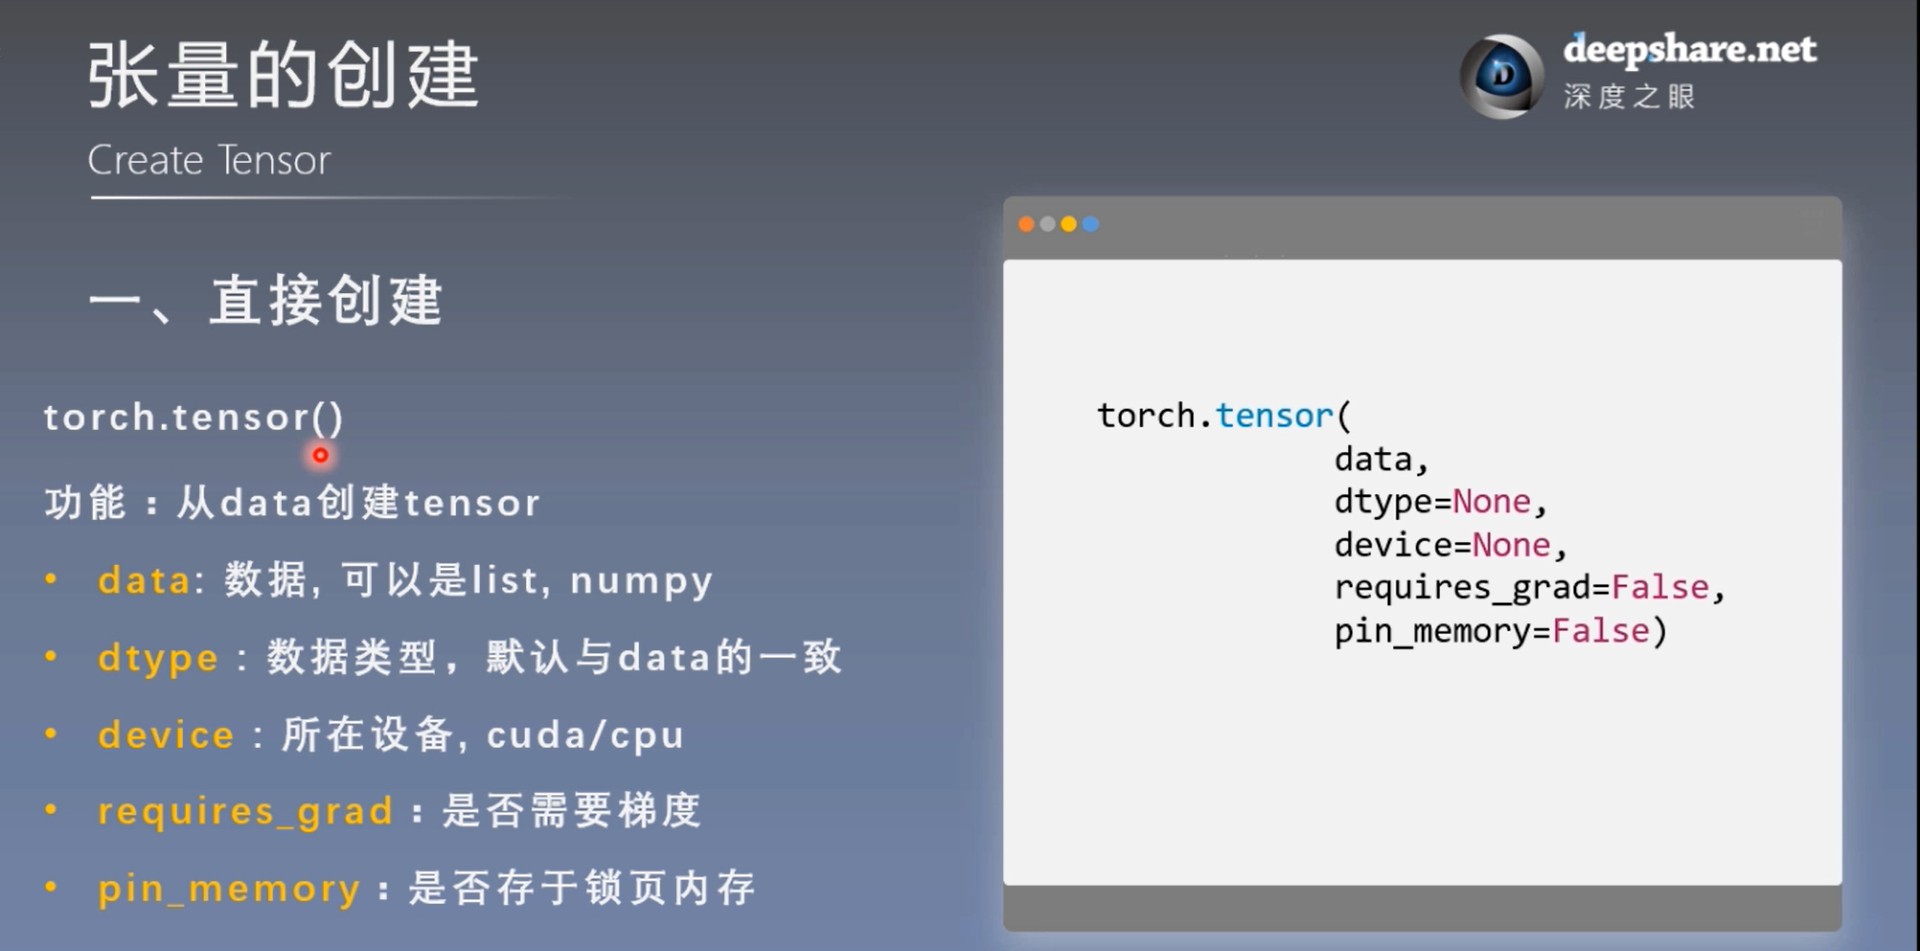 张量的创建
Create Tensor
deepshare.net
深度之眼
一、直接创建
torch.tensor()
功能：从data创建tensor
• data: 数据, 可以是list, numpy
• dtype : 数据类型，默认与data的一致
• device : 所在设备, cuda/cpu
• requires_grad：是否需要梯度
• pin_memory：是否存于锁页内存
torch.tensor(
data,
dtype=None,
device=None,
requires_grad=False,
pin_memory=False)